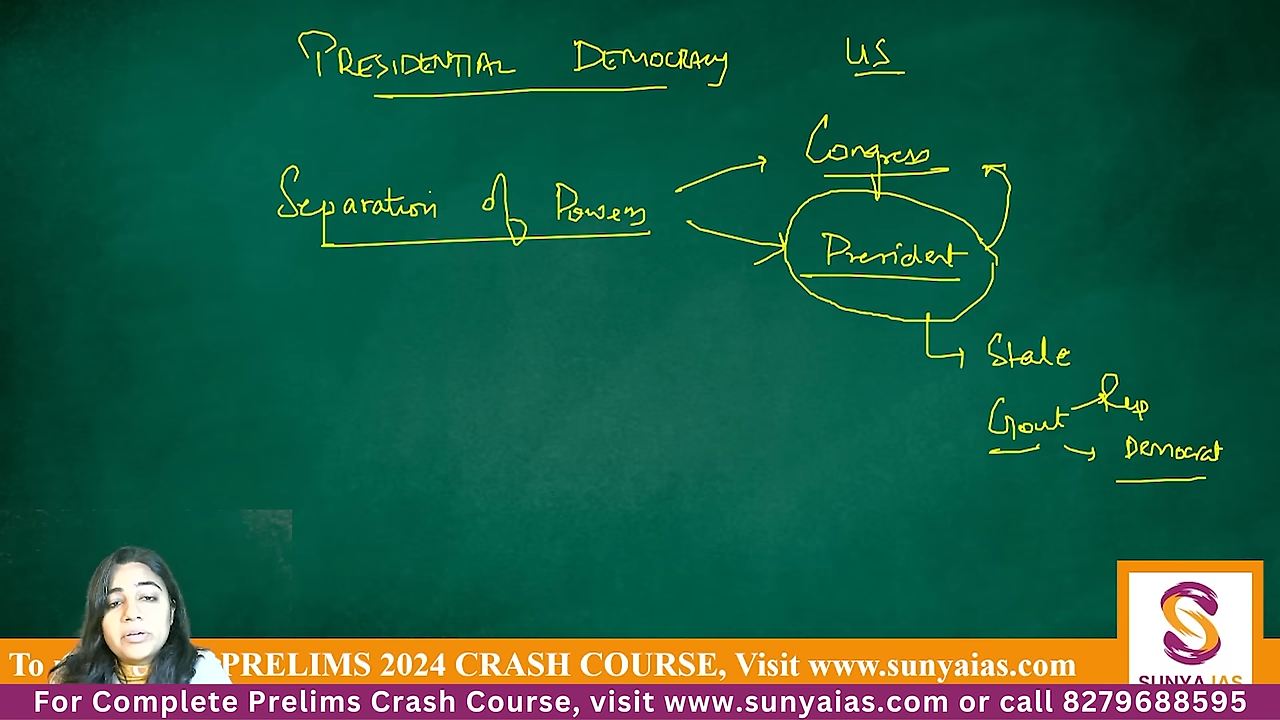 PRESIDENTIAL DEMOCRACY US
Congress
Separation of Powers
President
State
Govt
Rep
DEMOCRAT
SUNYA IAS
To PRELIMS 2024 CRASH COURSE, Visit www.sunyaias.com
For Complete Prelims Crash Course, visit www.sunyaias.com or call 8279688595